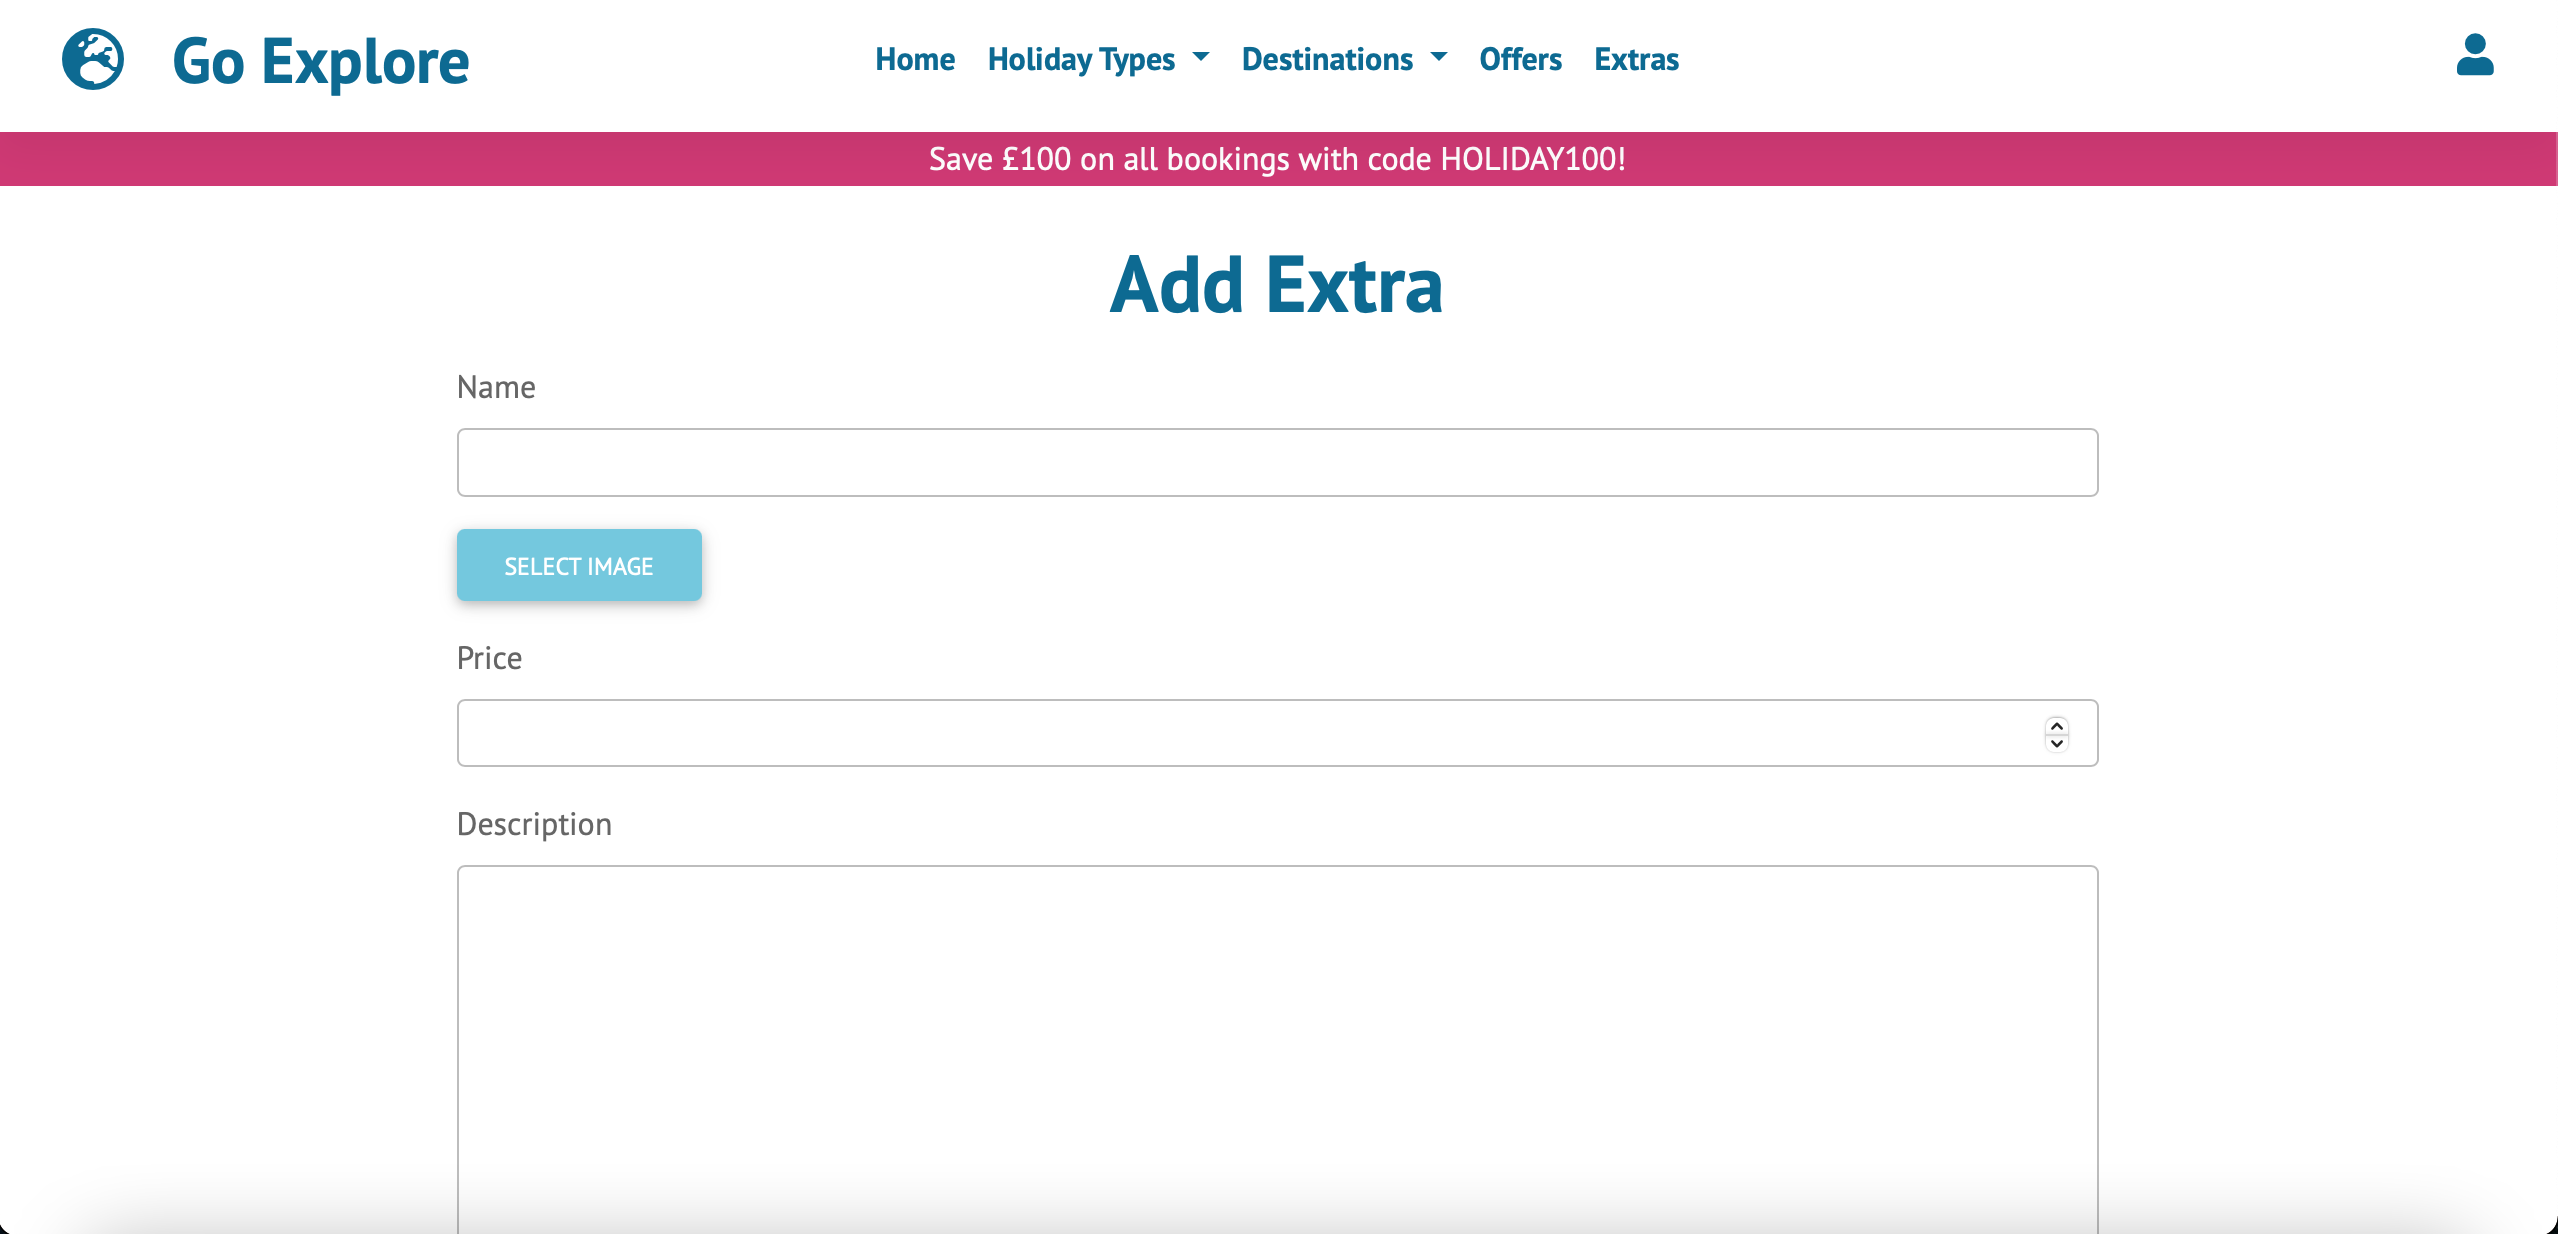 Go Explore
Home Holiday Types Destinations Offers Extras
Save £100 on all bookings with code HOLIDAY100!
Add Extra
Name
SELECT IMAGE
Price
Description